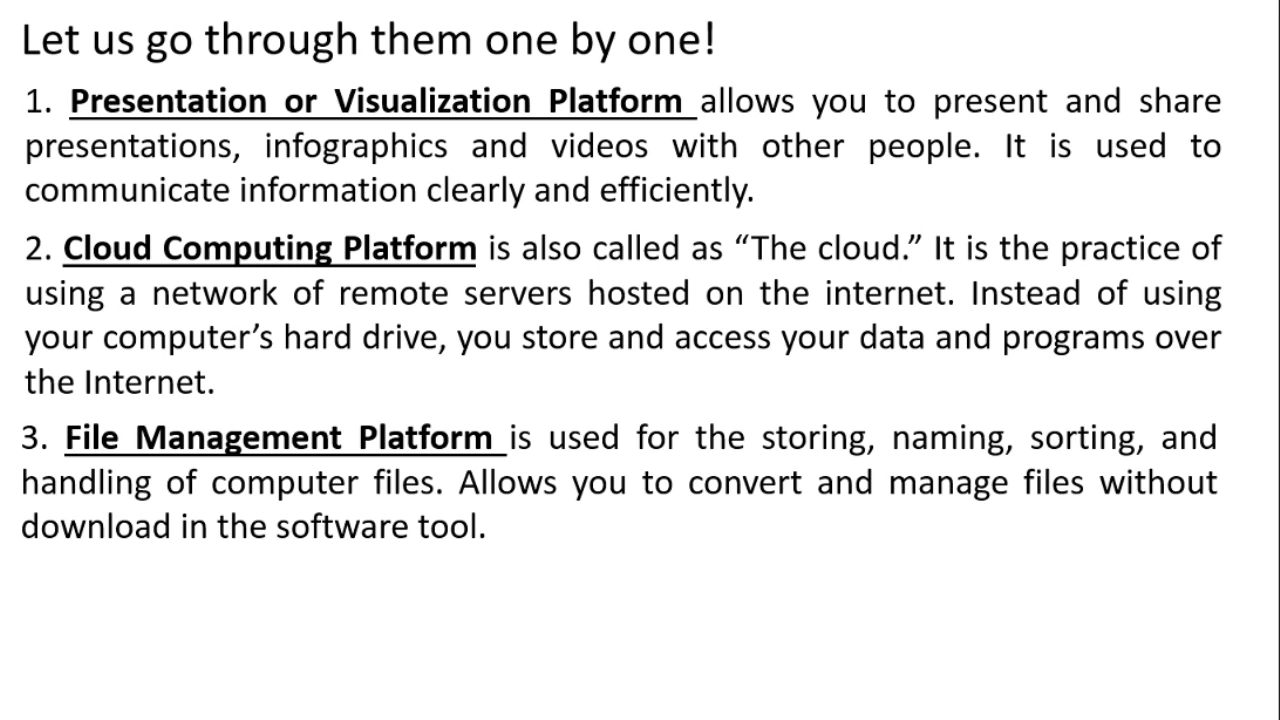 Let us go through them one by one!
1. Presentation or Visualization Platform allows you to present and share
presentations, infographics and videos with other people. It is used to
communicate information clearly and efficiently.
2. Cloud Computing Platform is also called as “The cloud.” It is the practice of
using a network of remote servers hosted on the internet. Instead of using
your computer’s hard drive, you store and access your data and programs over
the Internet.
3. File Management Platform is used for the storing, naming, sorting, and
handling of computer files. Allows you to convert and manage files without
download in the software tool.